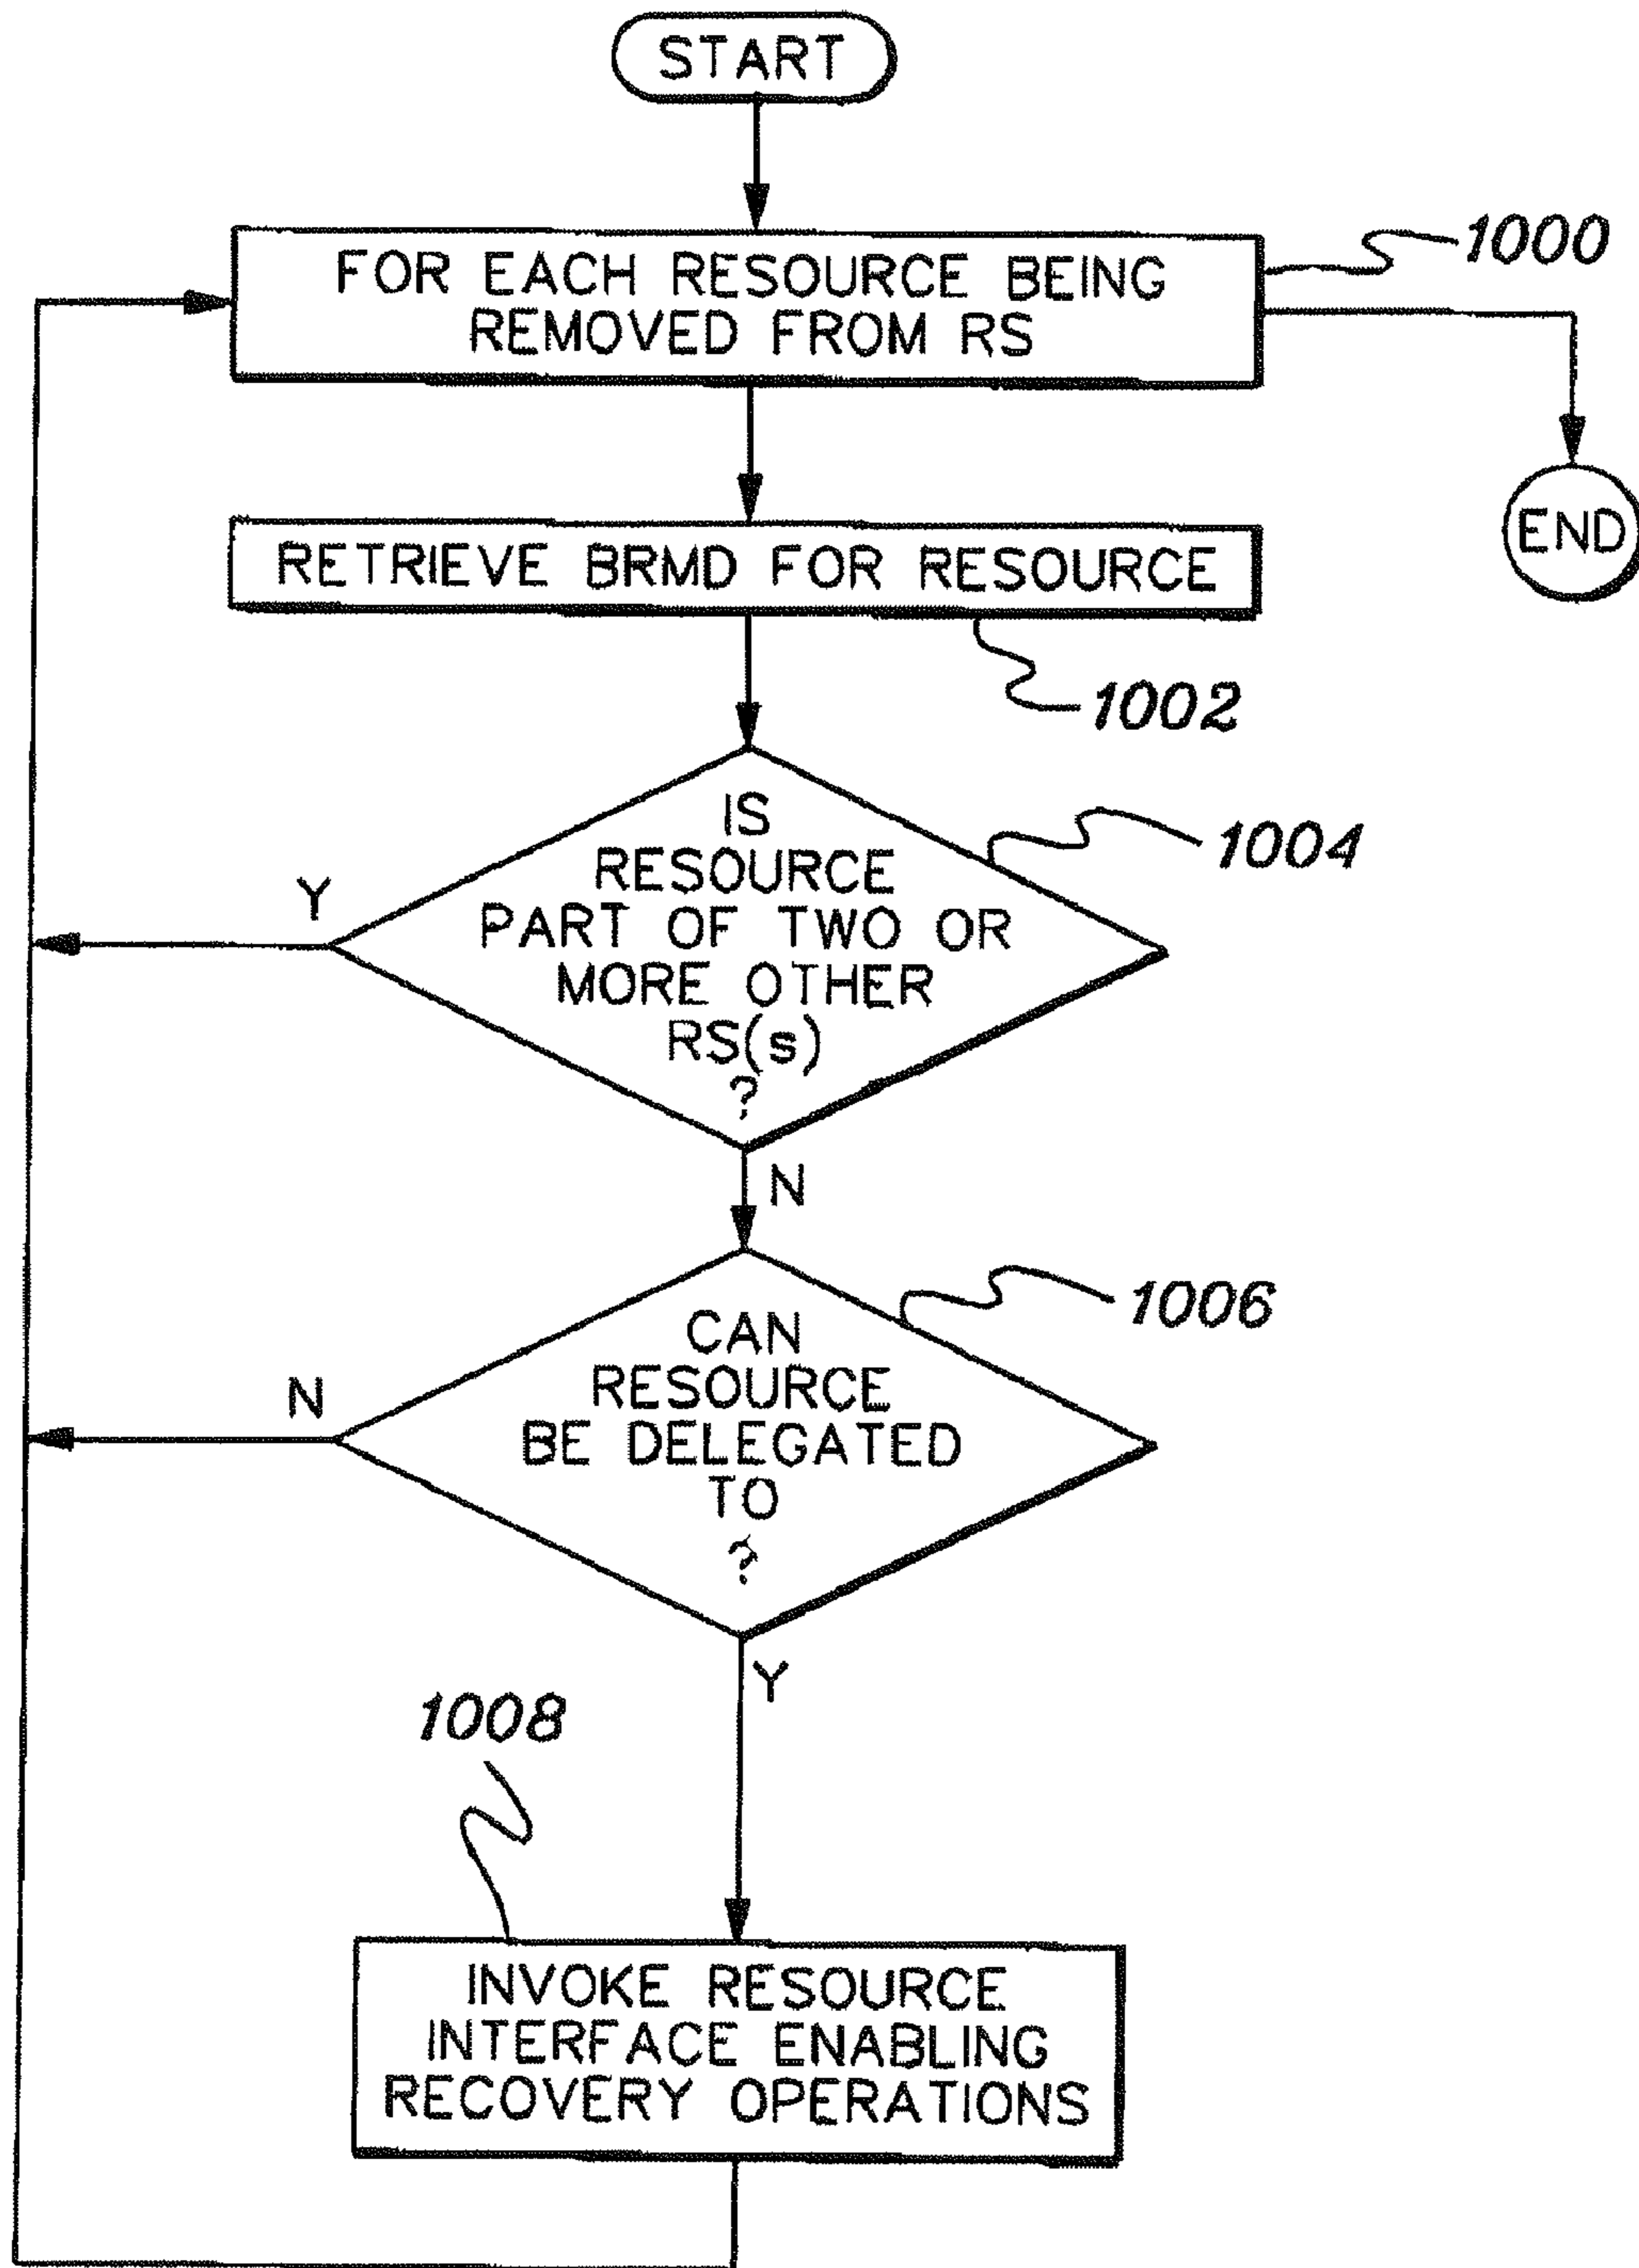 START
FOR EACH RESOURCE BEING
REMOVED FROM RS
1000
END
RETRIEVE BRMD FOR RESOURCE
1002
IS
RESOURCE
PART OF TWO OR
MORE OTHER
RS(s)
?
1004
Y
N
CAN
RESOURCE
BE DELEGATED
TO
?
1006
N
Y
1008
INVOKE RESOURCE
INTERFACE ENABLING
RECOVERY OPERATIONS